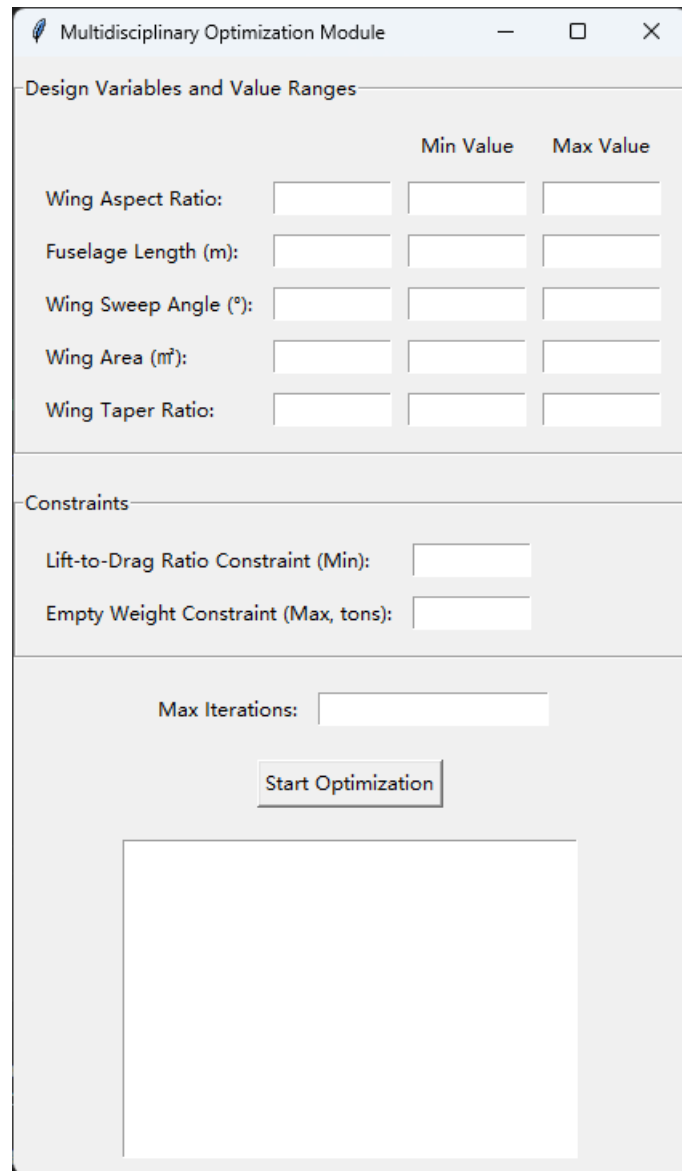 Multidisciplinary Optimization Module
Design Variables and Value Ranges
Min Value Max Value
Wing Aspect Ratio:
Fuselage Length (m):
Wing Sweep Angle (°):
Wing Area (㎡):
Wing Taper Ratio:
Constraints
Lift-to-Drag Ratio Constraint (Min):
Empty Weight Constraint (Max, tons):
Max Iterations:
Start Optimization